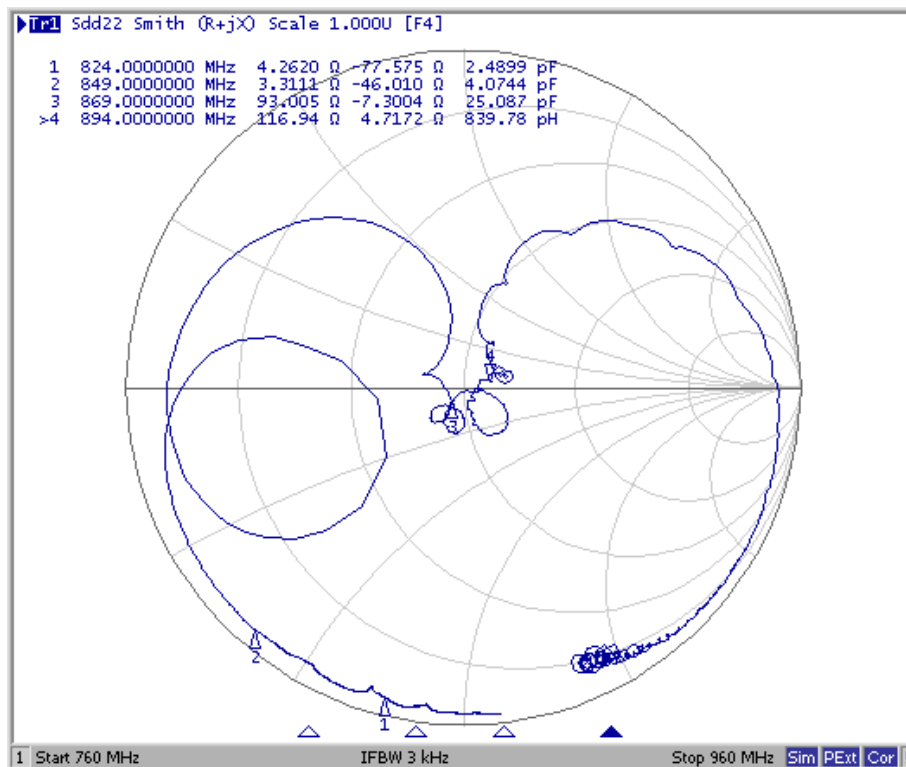 Tr1 Sdd22 Smith (R+jX) Scale 1.000U [F4]
1 824.0000000 MHz 4.2620 Ω -77.575 Ω 2.4899 pF
2 849.0000000 MHz 3.3111 Ω -46.010 Ω 4.0744 pF
3 869.0000000 MHz 93.005 Ω -7.3004 Ω 25.087 pF
>4 894.0000000 MHz 116.94 Ω 4.7172 Ω 839.78 pH
4
3
2
1
1 Start 760 MHz IFBW 3 kHz Stop 960 MHz Sim PExt Cor